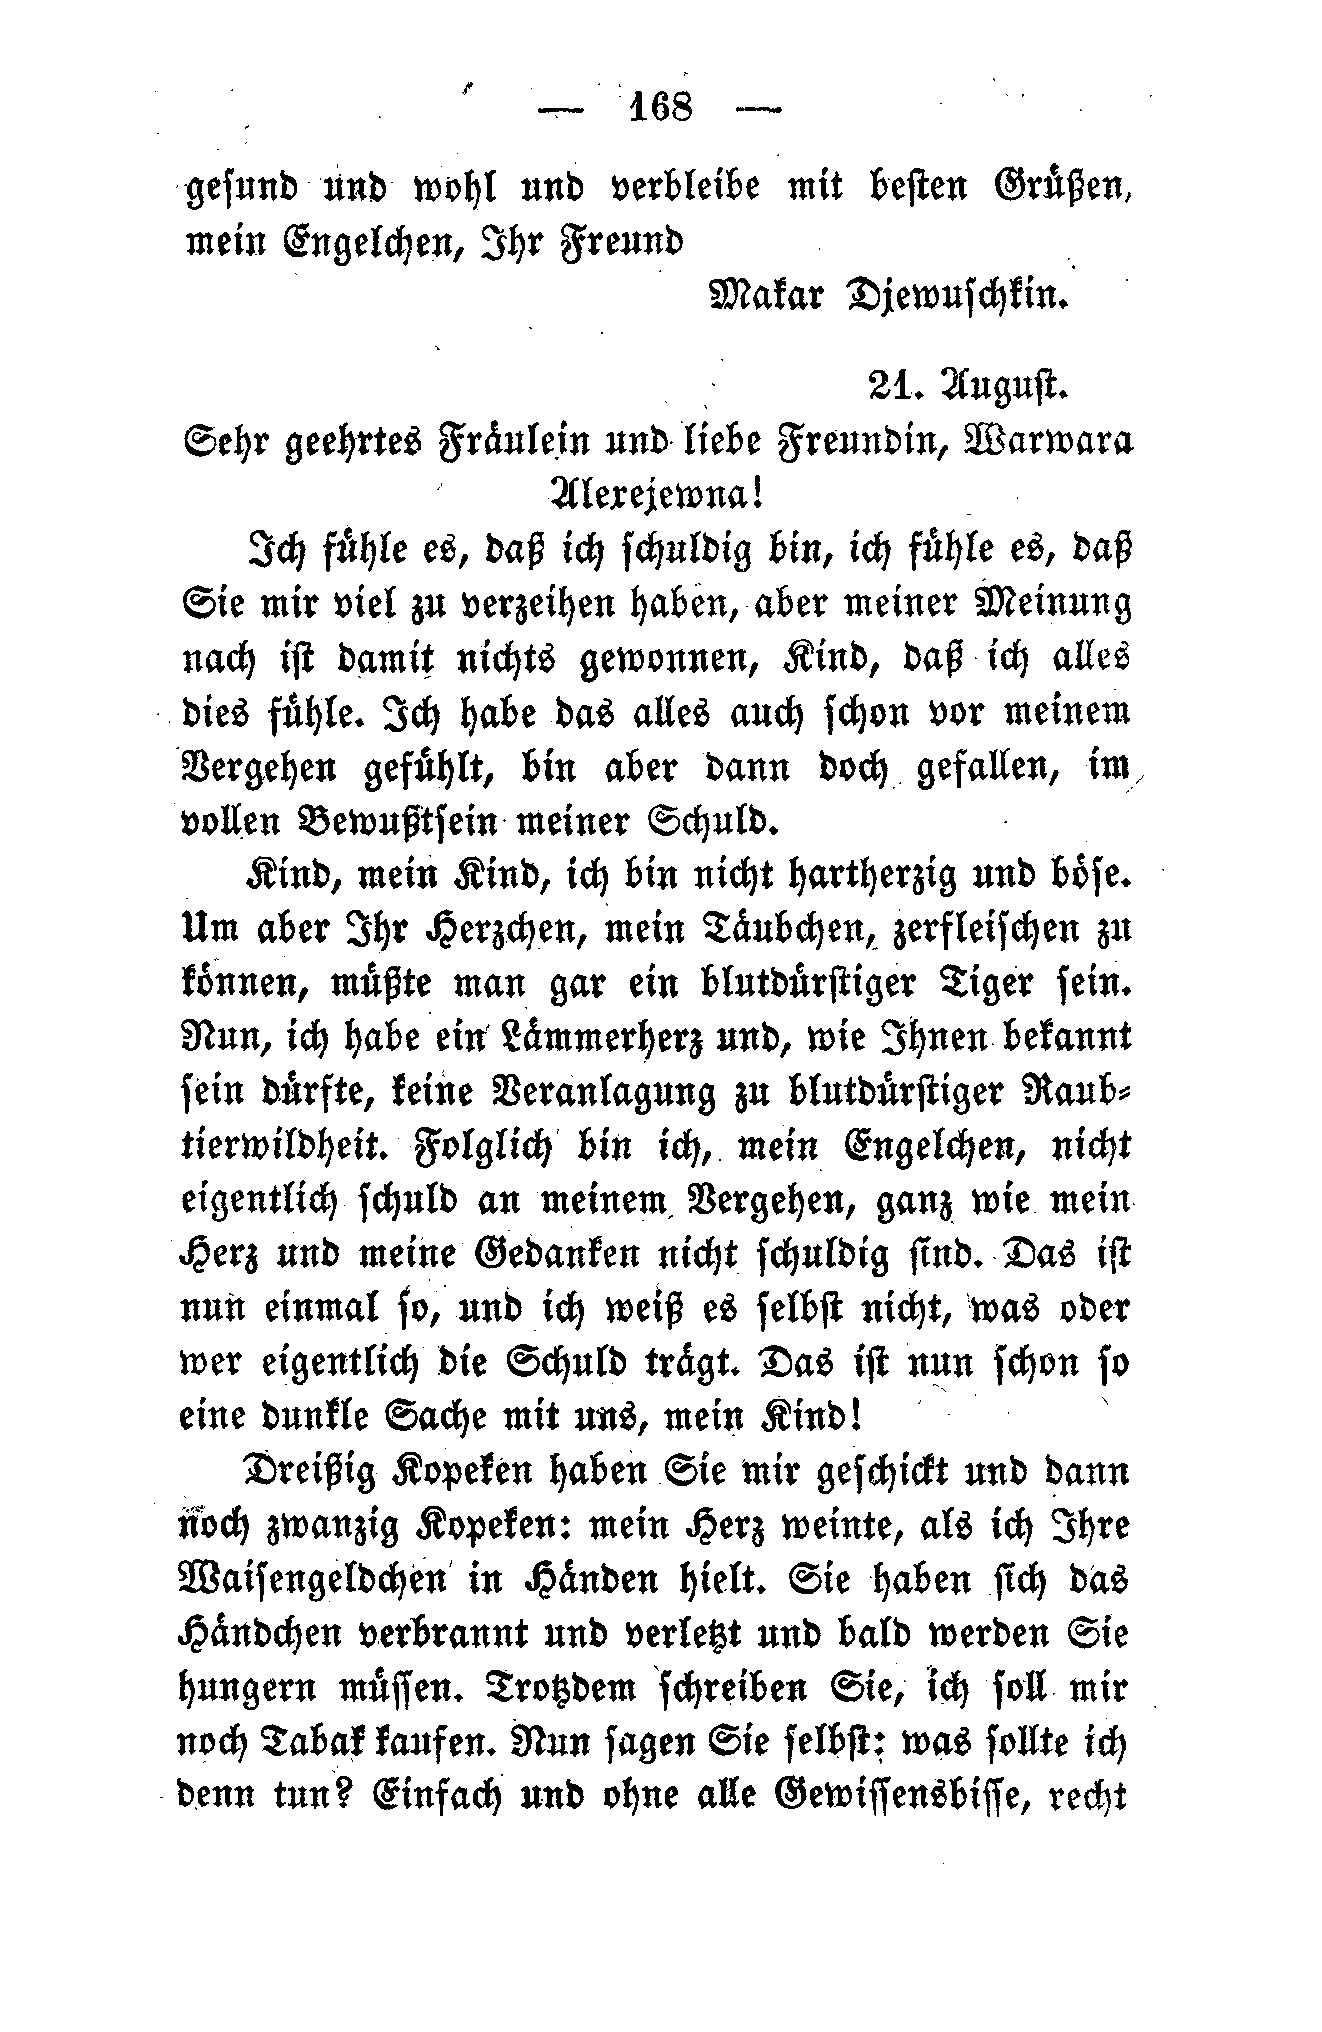 — 168 —
gesund und wohl und verbleibe mit besten Grüßen,
mein Engelchen, Ihr Freund
Makar Djewuschkin.
21. August.
Sehr geehrtes Fräulein und liebe Freundin, Warwara
Alexejewna!
Ich fühle es, daß ich schuldig bin, ich fühle es, daß
Sie mir viel zu verzeihen haben, aber meiner Meinung
nach ist damit nichts gewonnen, Kind, daß ich alles
dies fühle. Ich habe das alles auch schon vor meinem
Vergehen gefühlt, bin aber dann doch gefallen, im
vollen Bewußtsein meiner Schuld.
Kind, mein Kind, ich bin nicht hartherzig und böse.
Um aber Ihr Herzchen, mein Täubchen, zerfleischen zu
können, müßte man gar ein blutdürstiger Tiger sein.
Nun, ich habe ein Lämmerherz und, wie Ihnen bekannt
sein dürfte, keine Veranlagung zu blutdürstiger Raub-
tierwildheit. Folglich bin ich, mein Engelchen, nicht
eigentlich schuld an meinem Vergehen, ganz wie mein
Herz und meine Gedanken nicht schuldig sind. Das ist
nun einmal so, und ich weiß es selbst nicht, was oder
wer eigentlich die Schuld trägt. Das ist nun schon so
eine dunkle Sache mit uns, mein Kind!
Dreißig Kopeken haben Sie mir geschickt und dann
noch zwanzig Kopeken: mein Herz weinte, als ich Ihre
Waisengeldchen in Händen hielt. Sie haben sich das
Händchen verbrannt und verletzt und bald werden Sie
hungern müssen. Trotzdem schreiben Sie, ich soll mir
noch Tabak kaufen. Nun sagen Sie selbst: was sollte ich
denn tun? Einfach und ohne alle Gewissensbisse, recht